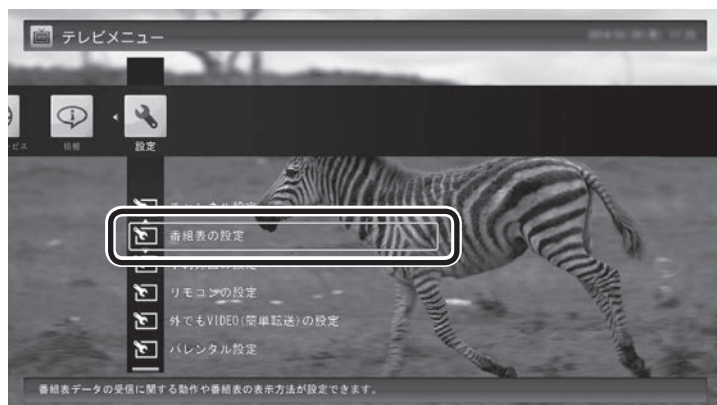 テレビメニュー
情報
設定
番組表の設定
リモコンの設定
外でもVIDEO(簡単転送)の設定
パレンタル設定
番組表データの受信に関する動作や番組表の表示方法が設定できます。